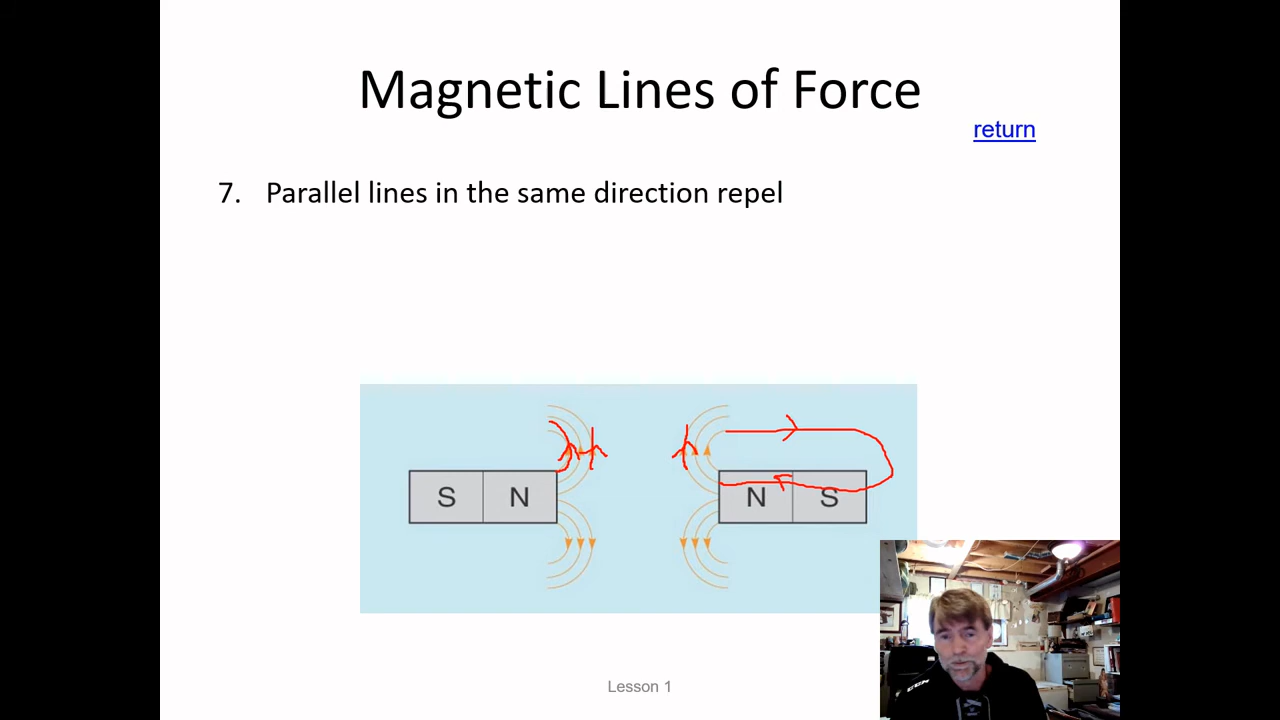 Magnetic Lines of Force
return
7. Parallel lines in the same direction repel
S N N S
Lesson 1